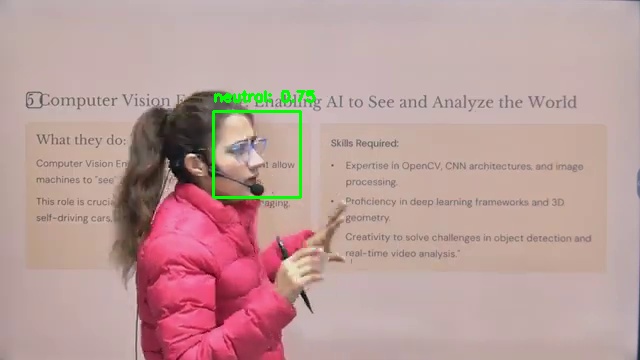 neutral: 0.75
5 Computer Vision E Enabling AI to See and Analyze the World
What they do:
Computer Vision En t allow
machines to "see"
This role is crucia aging,
self-driving cars,
Skills Required:
• Expertise in OpenCV, CNN architectures, and image
processing.
• Proficiency in deep learning frameworks and 3D
geometry.
Creativity to solve challenges in object detection and
real-time video analysis."